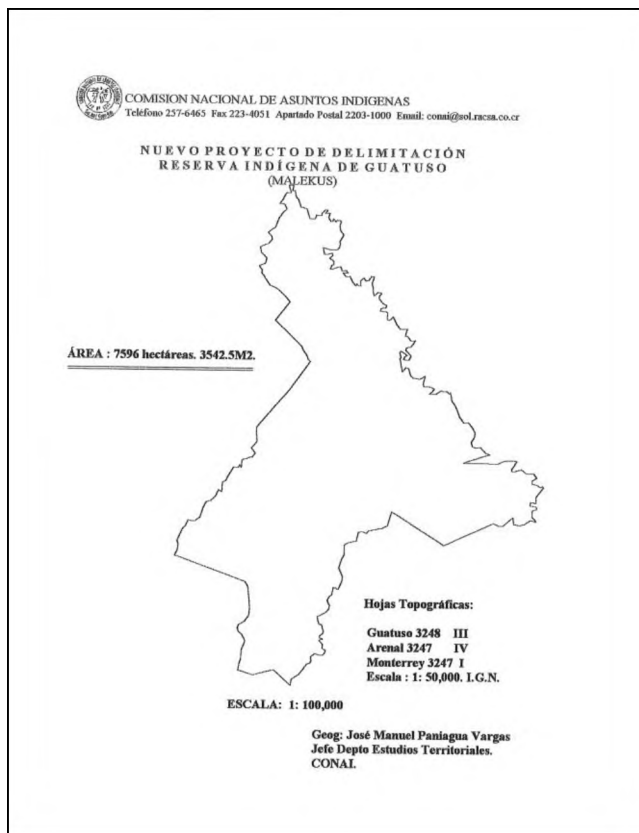 COMISION NACIONAL DE ASUNTOS INDIGENAS
Teléfono 257-6465 Fax 223-4051 Apartado Postal 2203-1000 Email: conai@sol.racsa.co.cr
NUEVO PROYECTO DE DELIMITACIÓN
RESERVA INDÍGENA DE GUATUSO
(MALEKUS)
ÁREA : 7596 hectáreas. 3542.5M2.
Hojas Topográficas:
Guatuso 3248 III
Arenal 3247 IV
Monterrey 3247 I
Escala : 1: 50,000. I.G.N.
ESCALA: 1: 100,000
Geog: José Manuel Paniagua Vargas
Jefe Depto Estudios Territoriales.
CONAI.